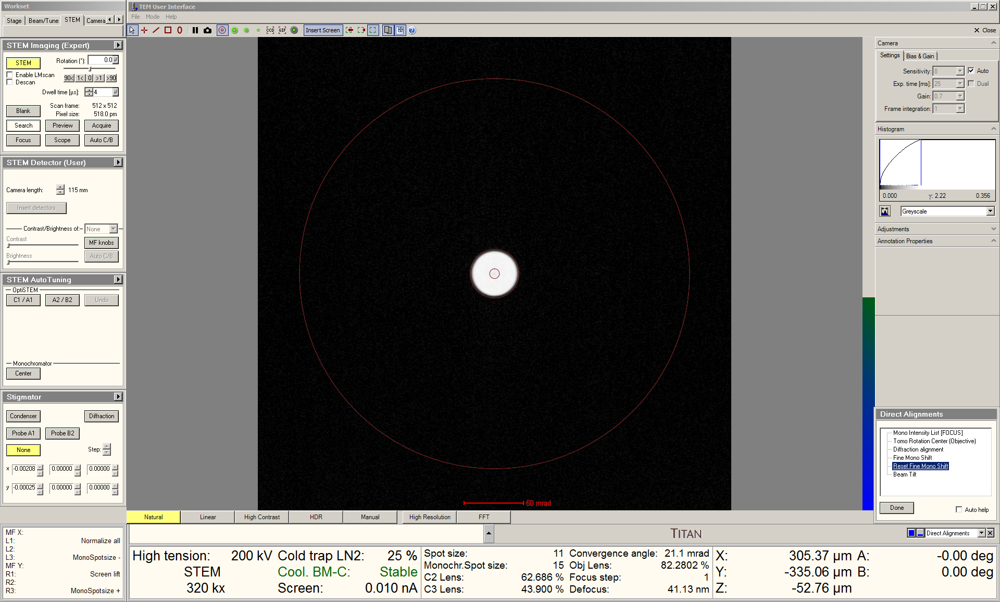 Workset
TEM User Interface
Stage Beam/Tune STEM Camera
File Mode Help
Insert Screen
Close
STEM Imaging (Expert)
STEM
Rotation (°): 0.0
Enable LMscan
Descan
90< 1< 0 >1 >90
Dwell time [µs]: 4
Blank
Scan frame: 512 x 512
Pixel size: 518.0 pm
Search Preview Acquire
Focus Scope Auto C/B
STEM Detector (User)
Camera length: 115 mm
Insert detectors
Contrast/Brightness of: None
Contrast
MF knobs
Brightness
Auto C/B
STEM AutoTuning
OptiSTEM
C1 / A1 A2 / B2 Undo
Monochromator
Center
Stigmator
Condenser Diffraction
Probe A1 Probe B2
None
Step:
x -0.00208 0.00000 0.00000
y -0.00025 0.00000 0.00000
50 mrad
Natural Linear High Contrast HDR Manual High Resolution FFT
Camera
Settings Bias & Gain
Sensitivity: 8 Auto
Exp. time [ms]: 25 Dual
Gain: 0.7
Frame integration: 1
Histogram
0.000 γ: 2.22 0.356
Greyscale
Adjustments
Annotation Properties
Direct Alignments
Mono Intensity List [FOCUS]
Tomo Rotation Center (Objective)
Diffraction alignment
Fine Mono Shift
Reset Fine Mono Shift
Beam Tilt
Done
Auto help
TITAN
Direct Alignments
MF X:
L1: Normalize all
L2:
L3: MonoSpotsize -
MF Y:
R1: Screen lift
R2:
R3: MonoSpotsize +
High tension: 200 kV
STEM
320 kx
Cold trap LN2: 25 %
Cool. BM-C: Stable
Screen: 0.010 nA
Spot size: 11
Monochr.Spot size: 15
C2 Lens: 62.686 %
C3 Lens: 43.900 %
Convergence angle: 21.1 mrad
Obj Lens: 82.2802 %
Focus step: 1
Defocus: 41.13 nm
X: 305.37 µm
Y: -335.06 µm
Z: -52.76 µm
A: -0.00 deg
B: 0.00 deg